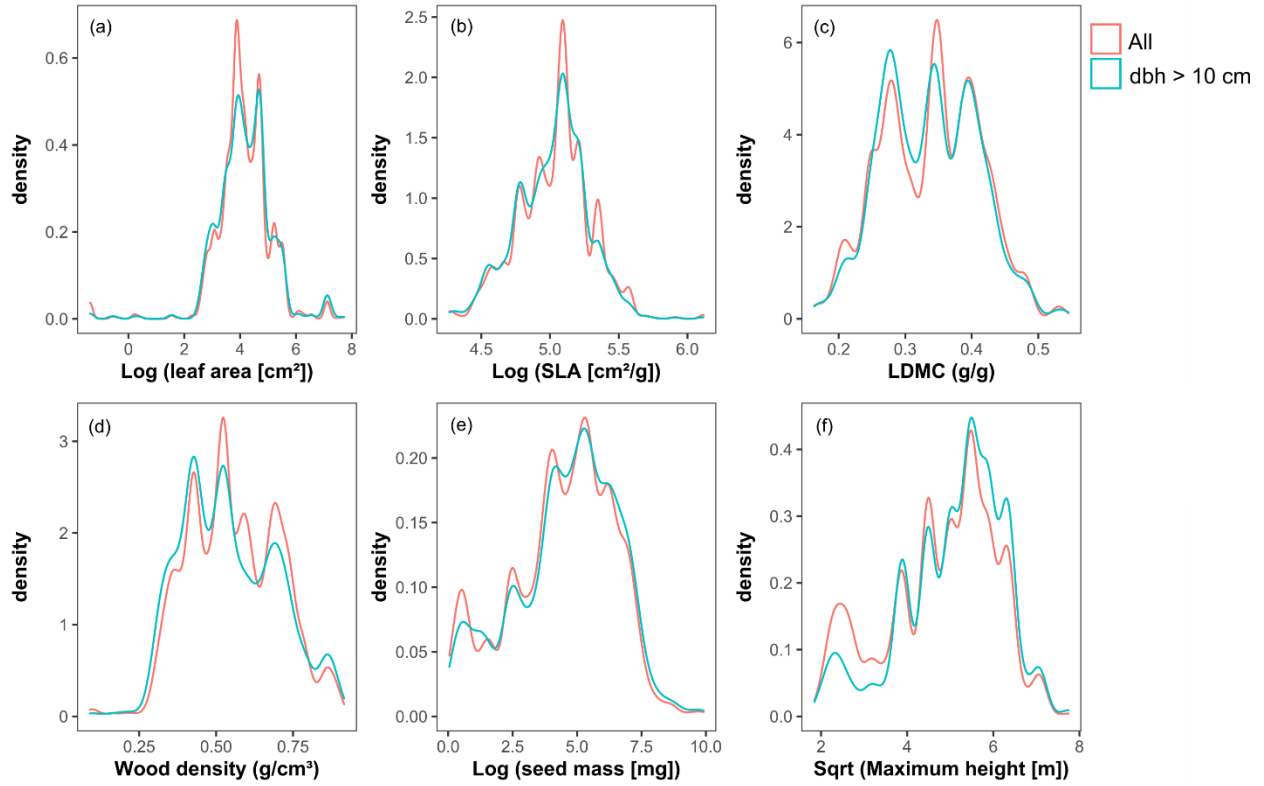 (a)
0.0
0.2
0.4
0.6
density
0
2
4
6
8
Log (leaf area [cm²])
(b)
0.0
0.5
1.0
1.5
2.0
2.5
density
4.5
5.0
5.5
6.0
Log (SLA [cm²/g])
(c)
0
2
4
6
density
0.2
0.3
0.4
0.5
LDMC (g/g)
All
dbh > 10 cm
(d)
0
1
2
3
density
0.25
0.50
0.75
Wood density (g/cm³)
(e)
0.00
0.05
0.10
0.15
0.20
density
0.0
2.5
5.0
7.5
10.0
Log (seed mass [mg])
(f)
0.0
0.1
0.2
0.3
0.4
density
2
4
6
8
Sqrt (Maximum height [m])